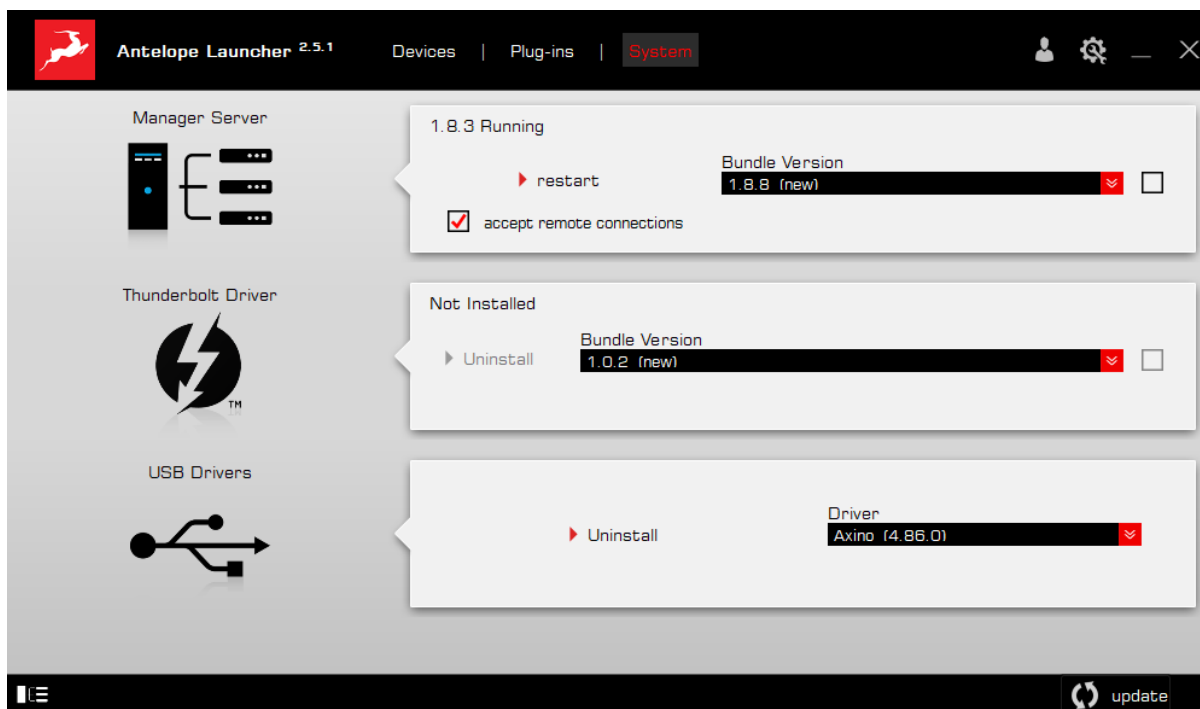 Antelope Launcher 2.5.1 Devices | Plug-ins | System
Manager Server
1.8.3 Running
restart
Bundle Version
1.8.8 (new)
accept remote connections
Thunderbolt Driver
TM
Not Installed
Uninstall
Bundle Version
1.0.2 (new)
USB Drivers
Uninstall
Driver
Axino (4.86.0)
update